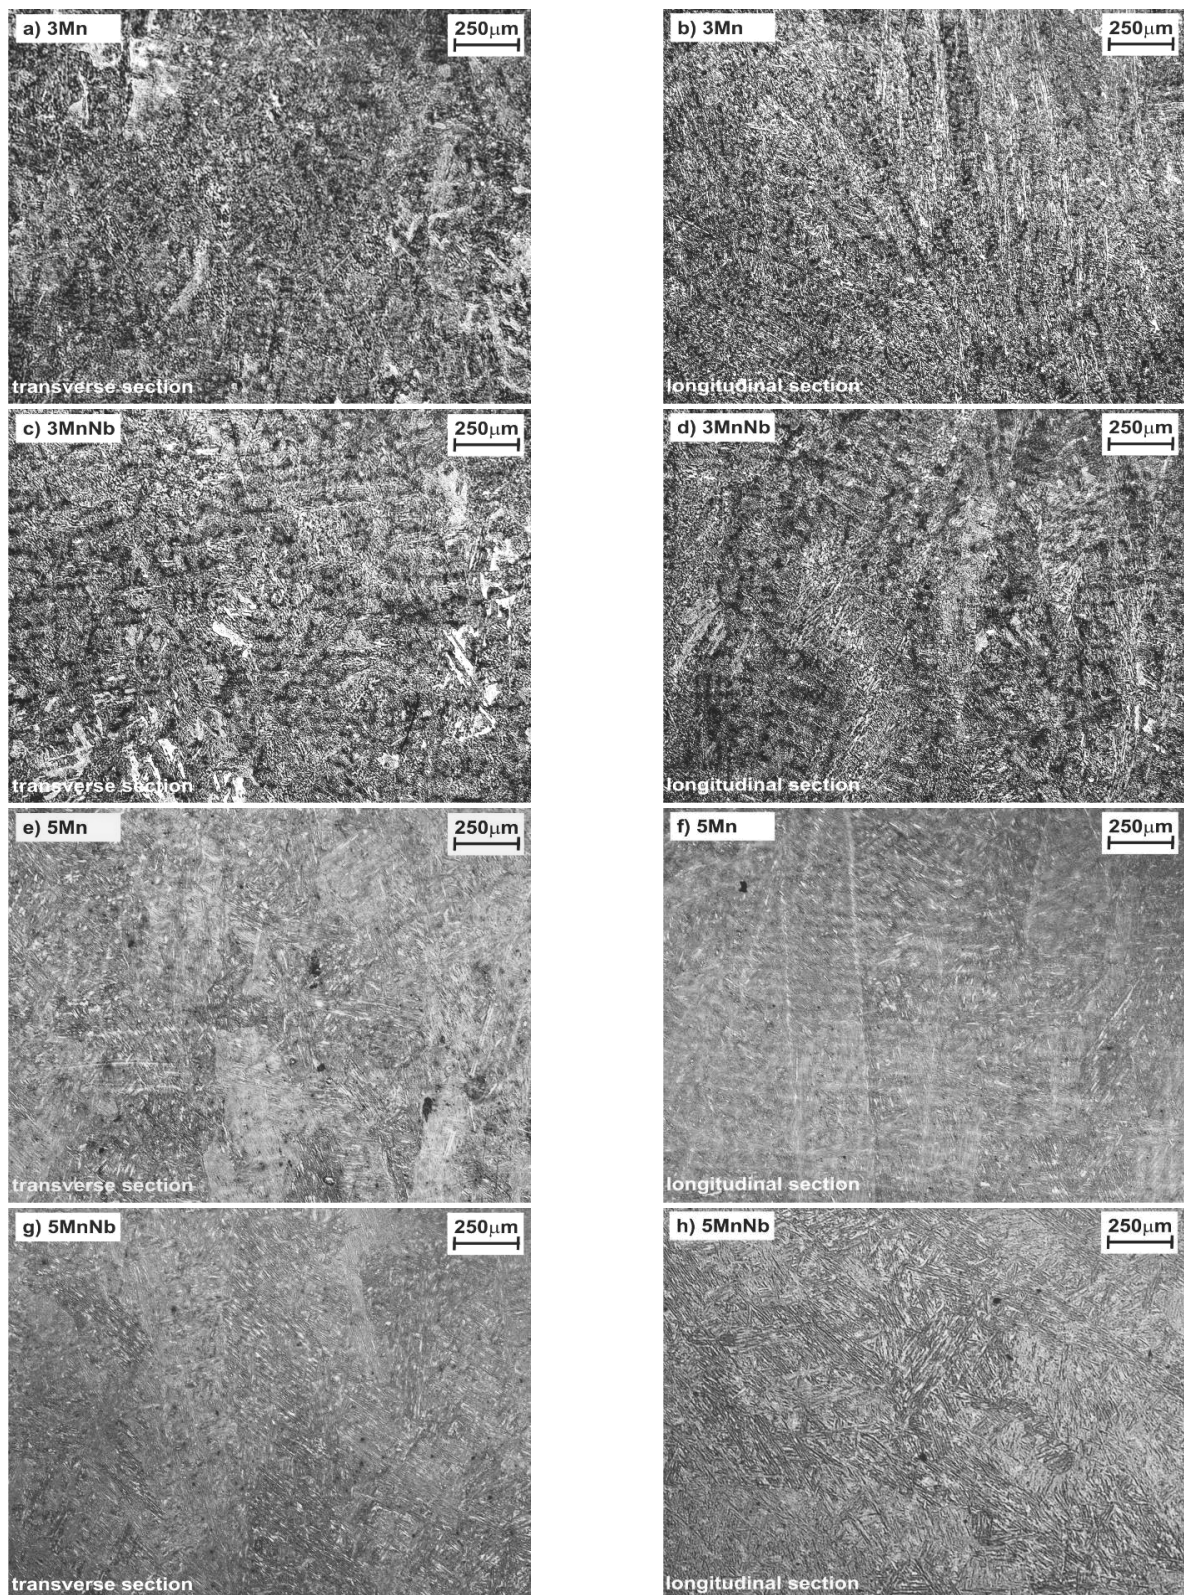 a) 3Mn
250μm
transverse section
b) 3Mn
250μm
longitudinal section
c) 3MnNb
250μm
transverse section
d) 3MnNb
250μm
longitudinal section
e) 5Mn
250μm
transverse section
f) 5Mn
250μm
longitudinal section
g) 5MnNb
250μm
transverse section
h) 5MnNb
250μm
longitudinal section